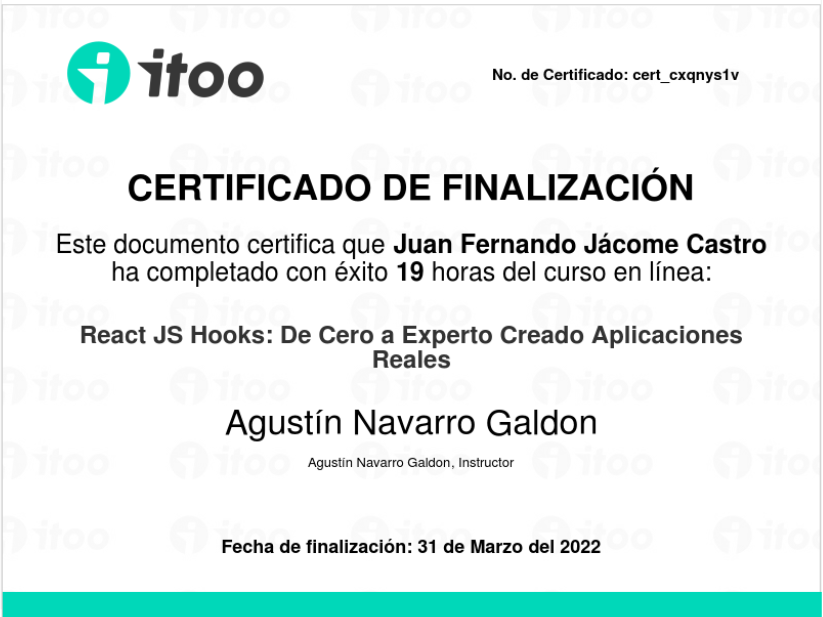 itoo
No. de Certificado: cert_cxqnys1v
CERTIFICADO DE FINALIZACIÓN
Este documento certifica que Juan Fernando Jácome Castro
ha completado con éxito 19 horas del curso en línea:
React JS Hooks: De Cero a Experto Creado Aplicaciones
Reales
Agustín Navarro Galdon
Agustín Navarro Galdon, Instructor
Fecha de finalización: 31 de Marzo del 2022